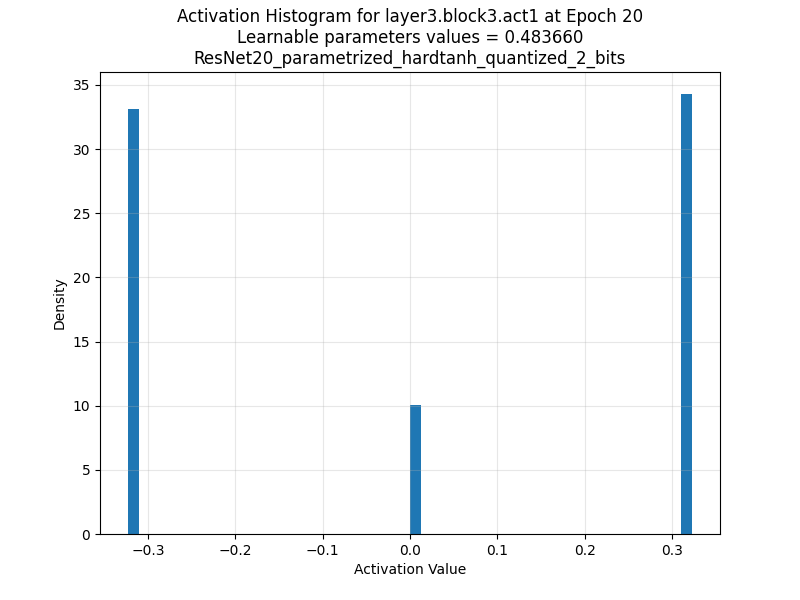 Activation Histogram for layer3.block3.act1 at Epoch 20
Learnable parameters values = 0.483660
ResNet20_parametrized_hardtanh_quantized_2_bits
35
30
25
20
15
10
5
0
Density
−0.3 −0.2 −0.1 0.0 0.1 0.2 0.3
Activation Value